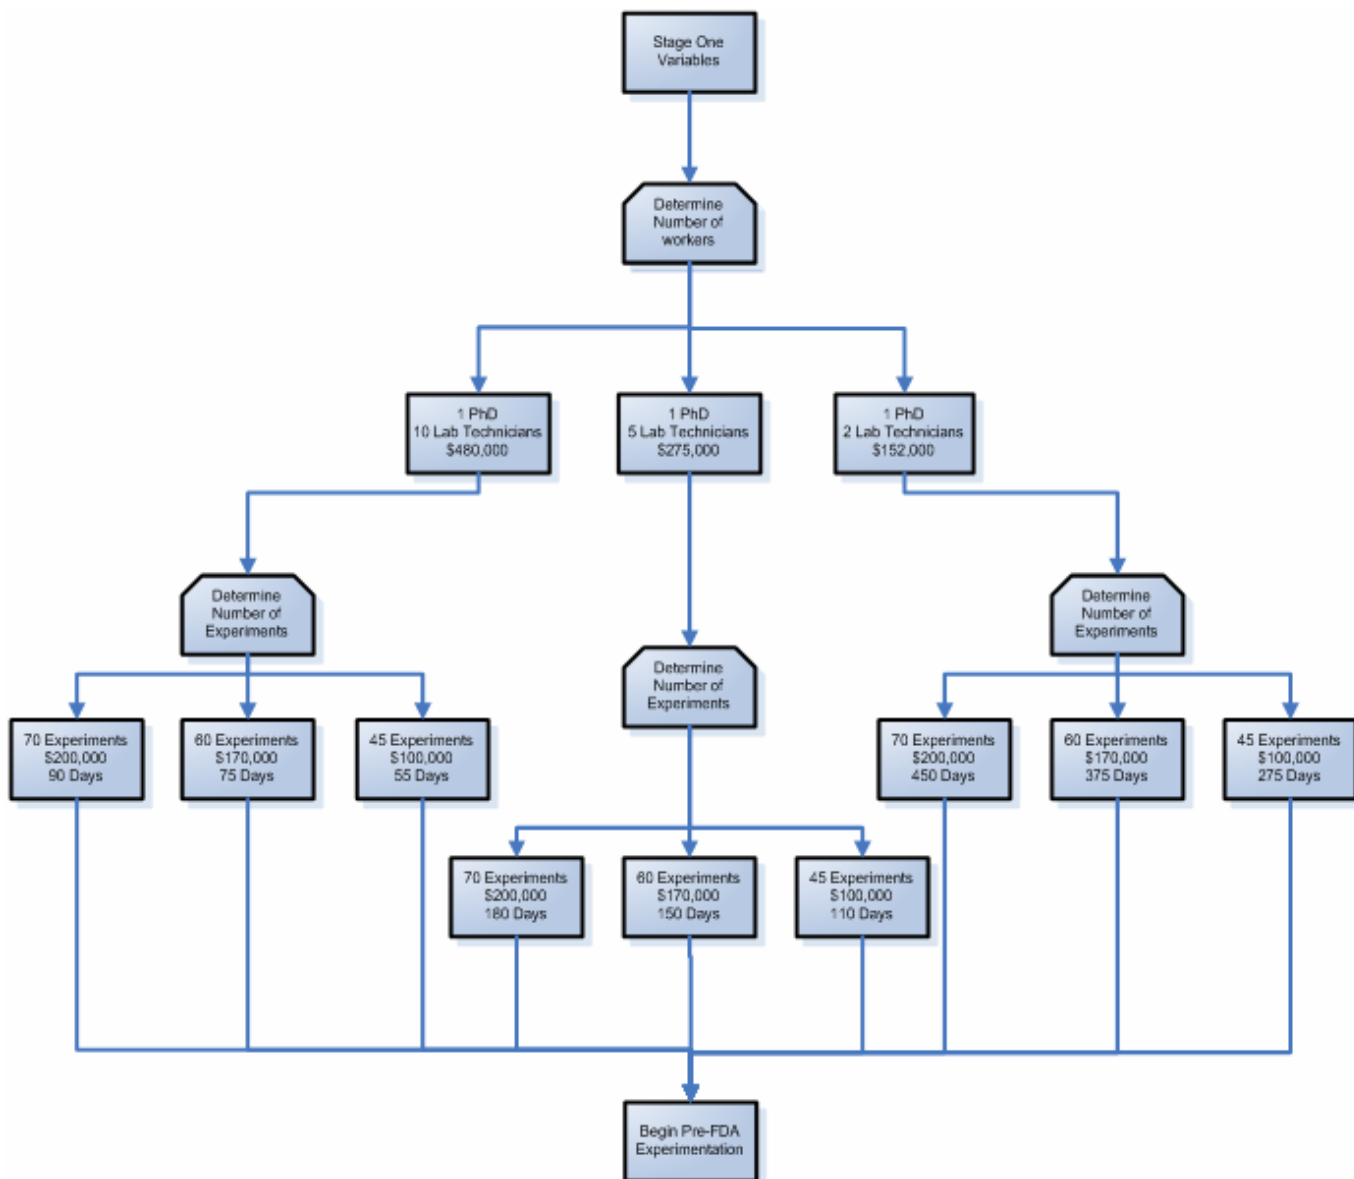 Stage One
Variables
Determine
Number of
workers
1 PhD
10 Lab Technicians
$480,000
1 PhD
5 Lab Technicians
$275,000
1 PhD
2 Lab Technicians
$152,000
Determine
Number of
Experiments
Determine
Number of
Experiments
Determine
Number of
Experiments
70 Experiments
$200,000
90 Days
60 Experiments
$170,000
75 Days
45 Experiments
$100,000
55 Days
70 Experiments
$200,000
450 Days
60 Experiments
$170,000
375 Days
45 Experiments
$100,000
275 Days
70 Experiments
$200,000
180 Days
60 Experiments
$170,000
150 Days
45 Experiments
$100,000
110 Days
Begin Pre-FDA
Experimentation